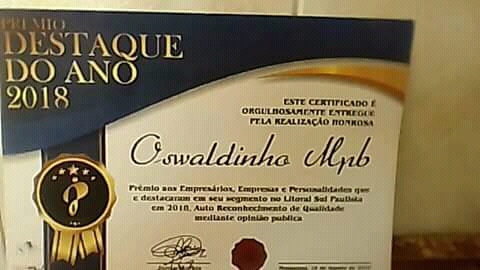 PRÊMIO
DESTAQUE
DO ANO
2018
ESTE CERTIFICADO É
ORGULHOSAMENTE ENTREGUE
PELA REALIZAÇÃO HONROSA
Oswaldinho Mpb
Prêmio aos Empresários, Empresas e Personalidades que
e destacaram em seu segmento no Litoral Sul Paulista
em 2018, Auto Reconhecimento de Qualidade
mediante opinião publica